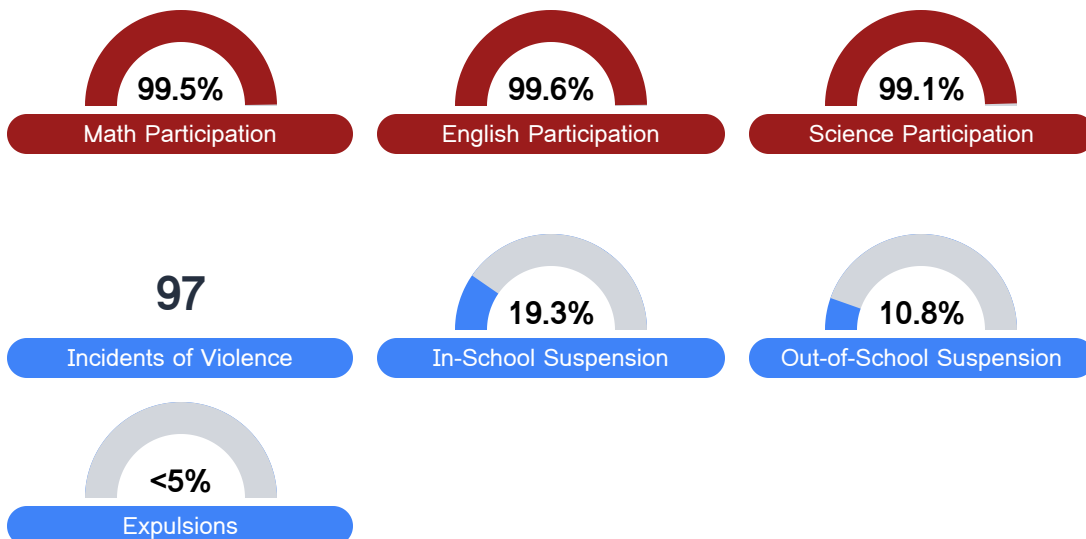 99.5%
Math Participation
99.6%
English Participation
99.1%
Science Participation
97
Incidents of Violence
19.3%
In-School Suspension
10.8%
Out-of-School Suspension
<5%
Expulsions